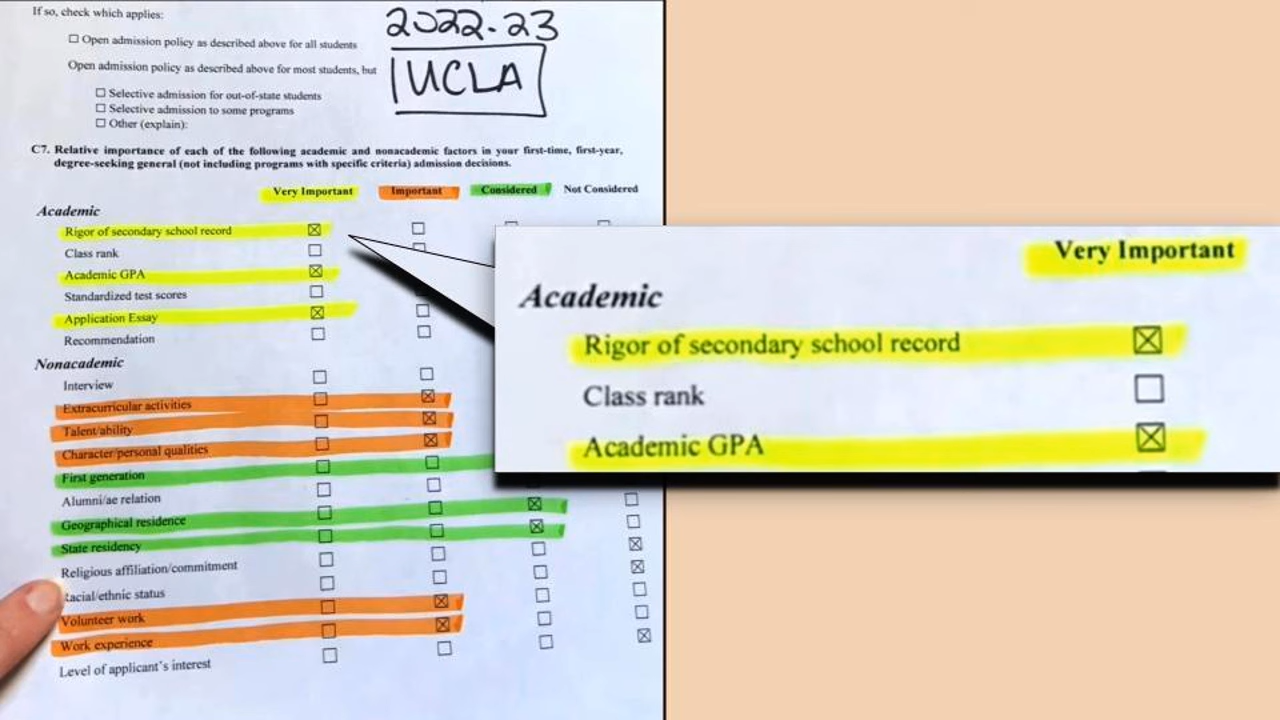 If so, check which applies:
2022-23
Open admission policy as described above for all students
UCLA
Open admission policy as described above for most students, but
Selective admission for out-of-state students
Selective admission to some programs
Other (explain):
C7. Relative importance of each of the following academic and nonacademic factors in your first-time, first-year,
degree-seeking general (not including programs with specific criteria) admission decisions.
Very Important Important Considered Not Considered
Academic
Rigor of secondary school record
Class rank
Academic GPA
Standardized test scores
Application Essay
Recommendation
Nonacademic
Interview
Extracurricular activities
Talent/ability
Character/personal qualities
First generation
Alumni/ae relation
Geographical residence
State residency
Religious affiliation/commitment
acial/ethnic status
Volunteer work
Work experience
Level of applicant's interest
Very Important
Academic
Rigor of secondary school record
Class rank
Academic GPA